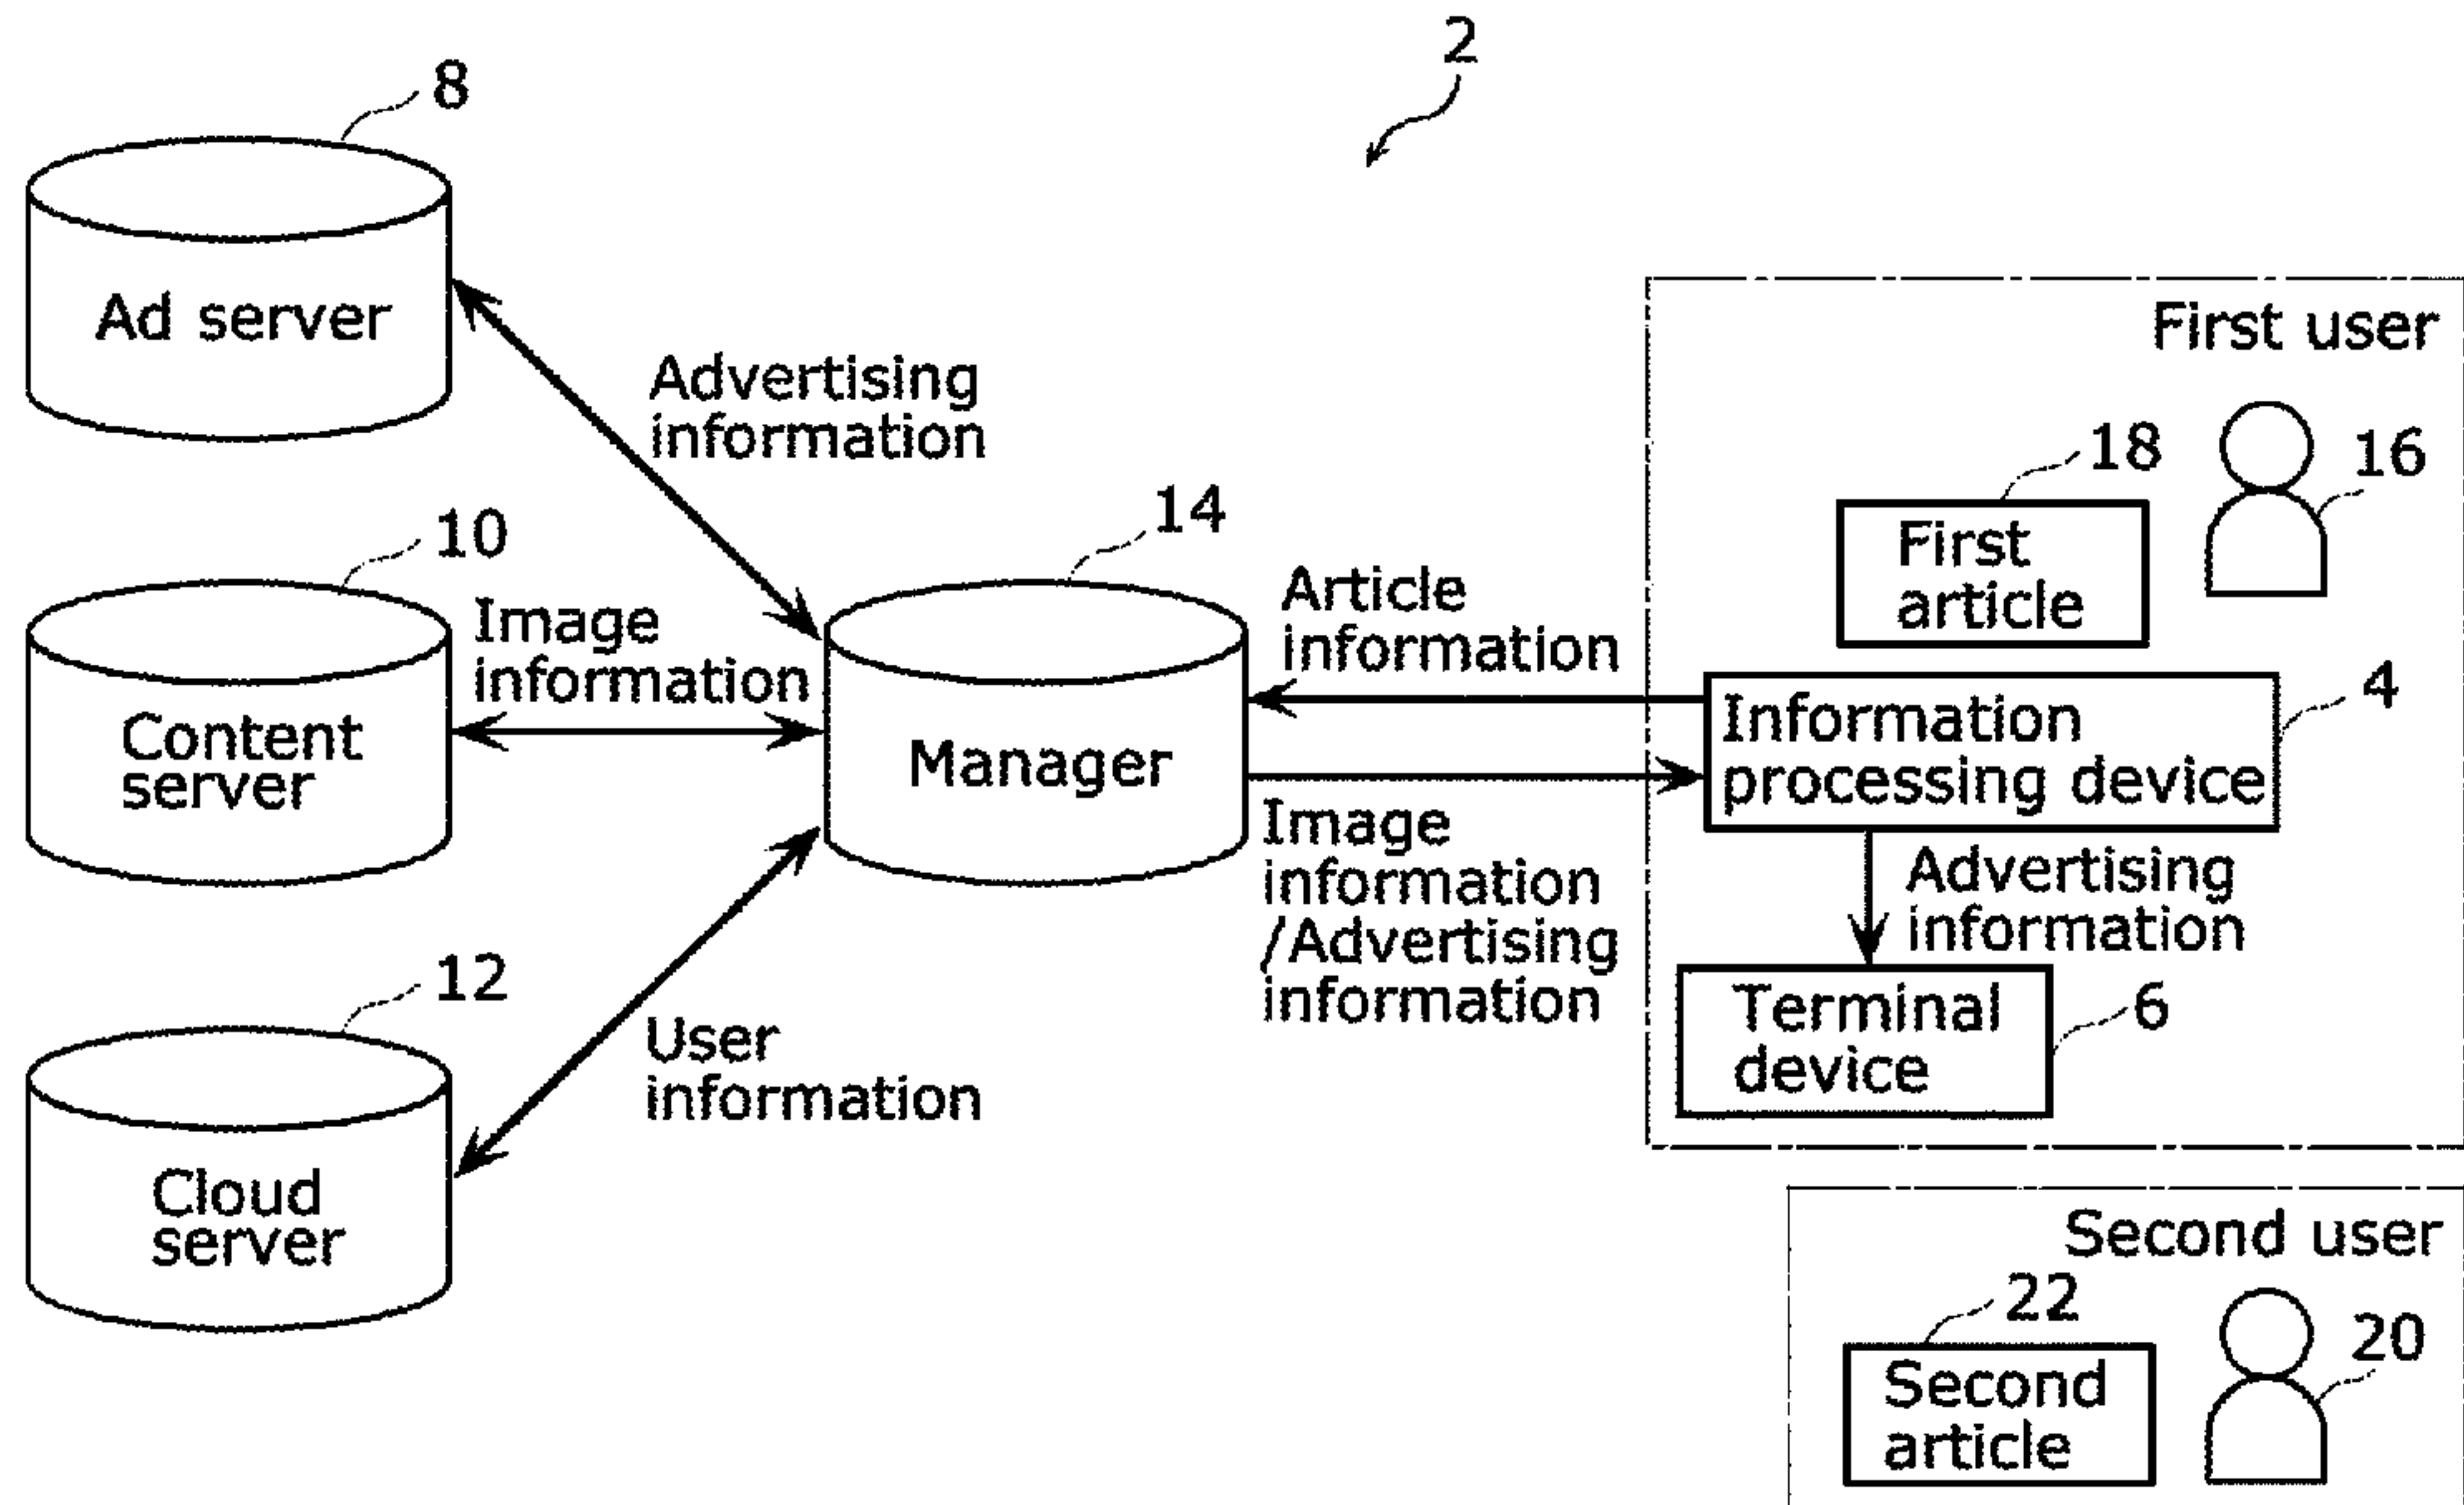 2
8
Ad server
Advertising
information
First user
18
16
First
article
10
Content
server
Image
information
14
Manager
Article
information
Image
information
/Advertising
information
4
Information
processing device
Advertising
information
Terminal
device
6
12
Cloud
server
User
information
Second user
22
20
Second
article